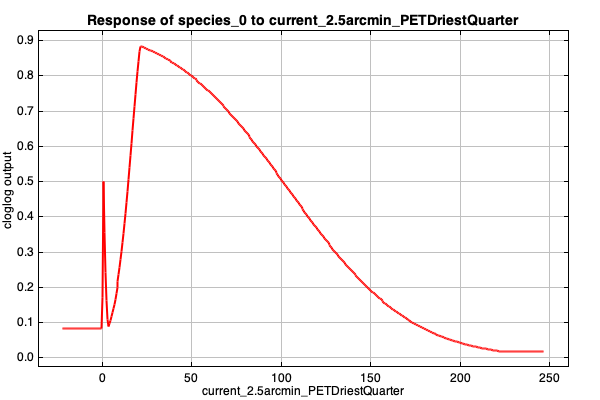 Response of species_0 to current_2.5arcmin_PETDriestQuarter
0.9
0.8
0.7
0.6
0.5
0.4
0.3
0.2
0.1
0.0
cloglog output
0 50 100 150 200 250
current_2.5arcmin_PETDriestQuarter